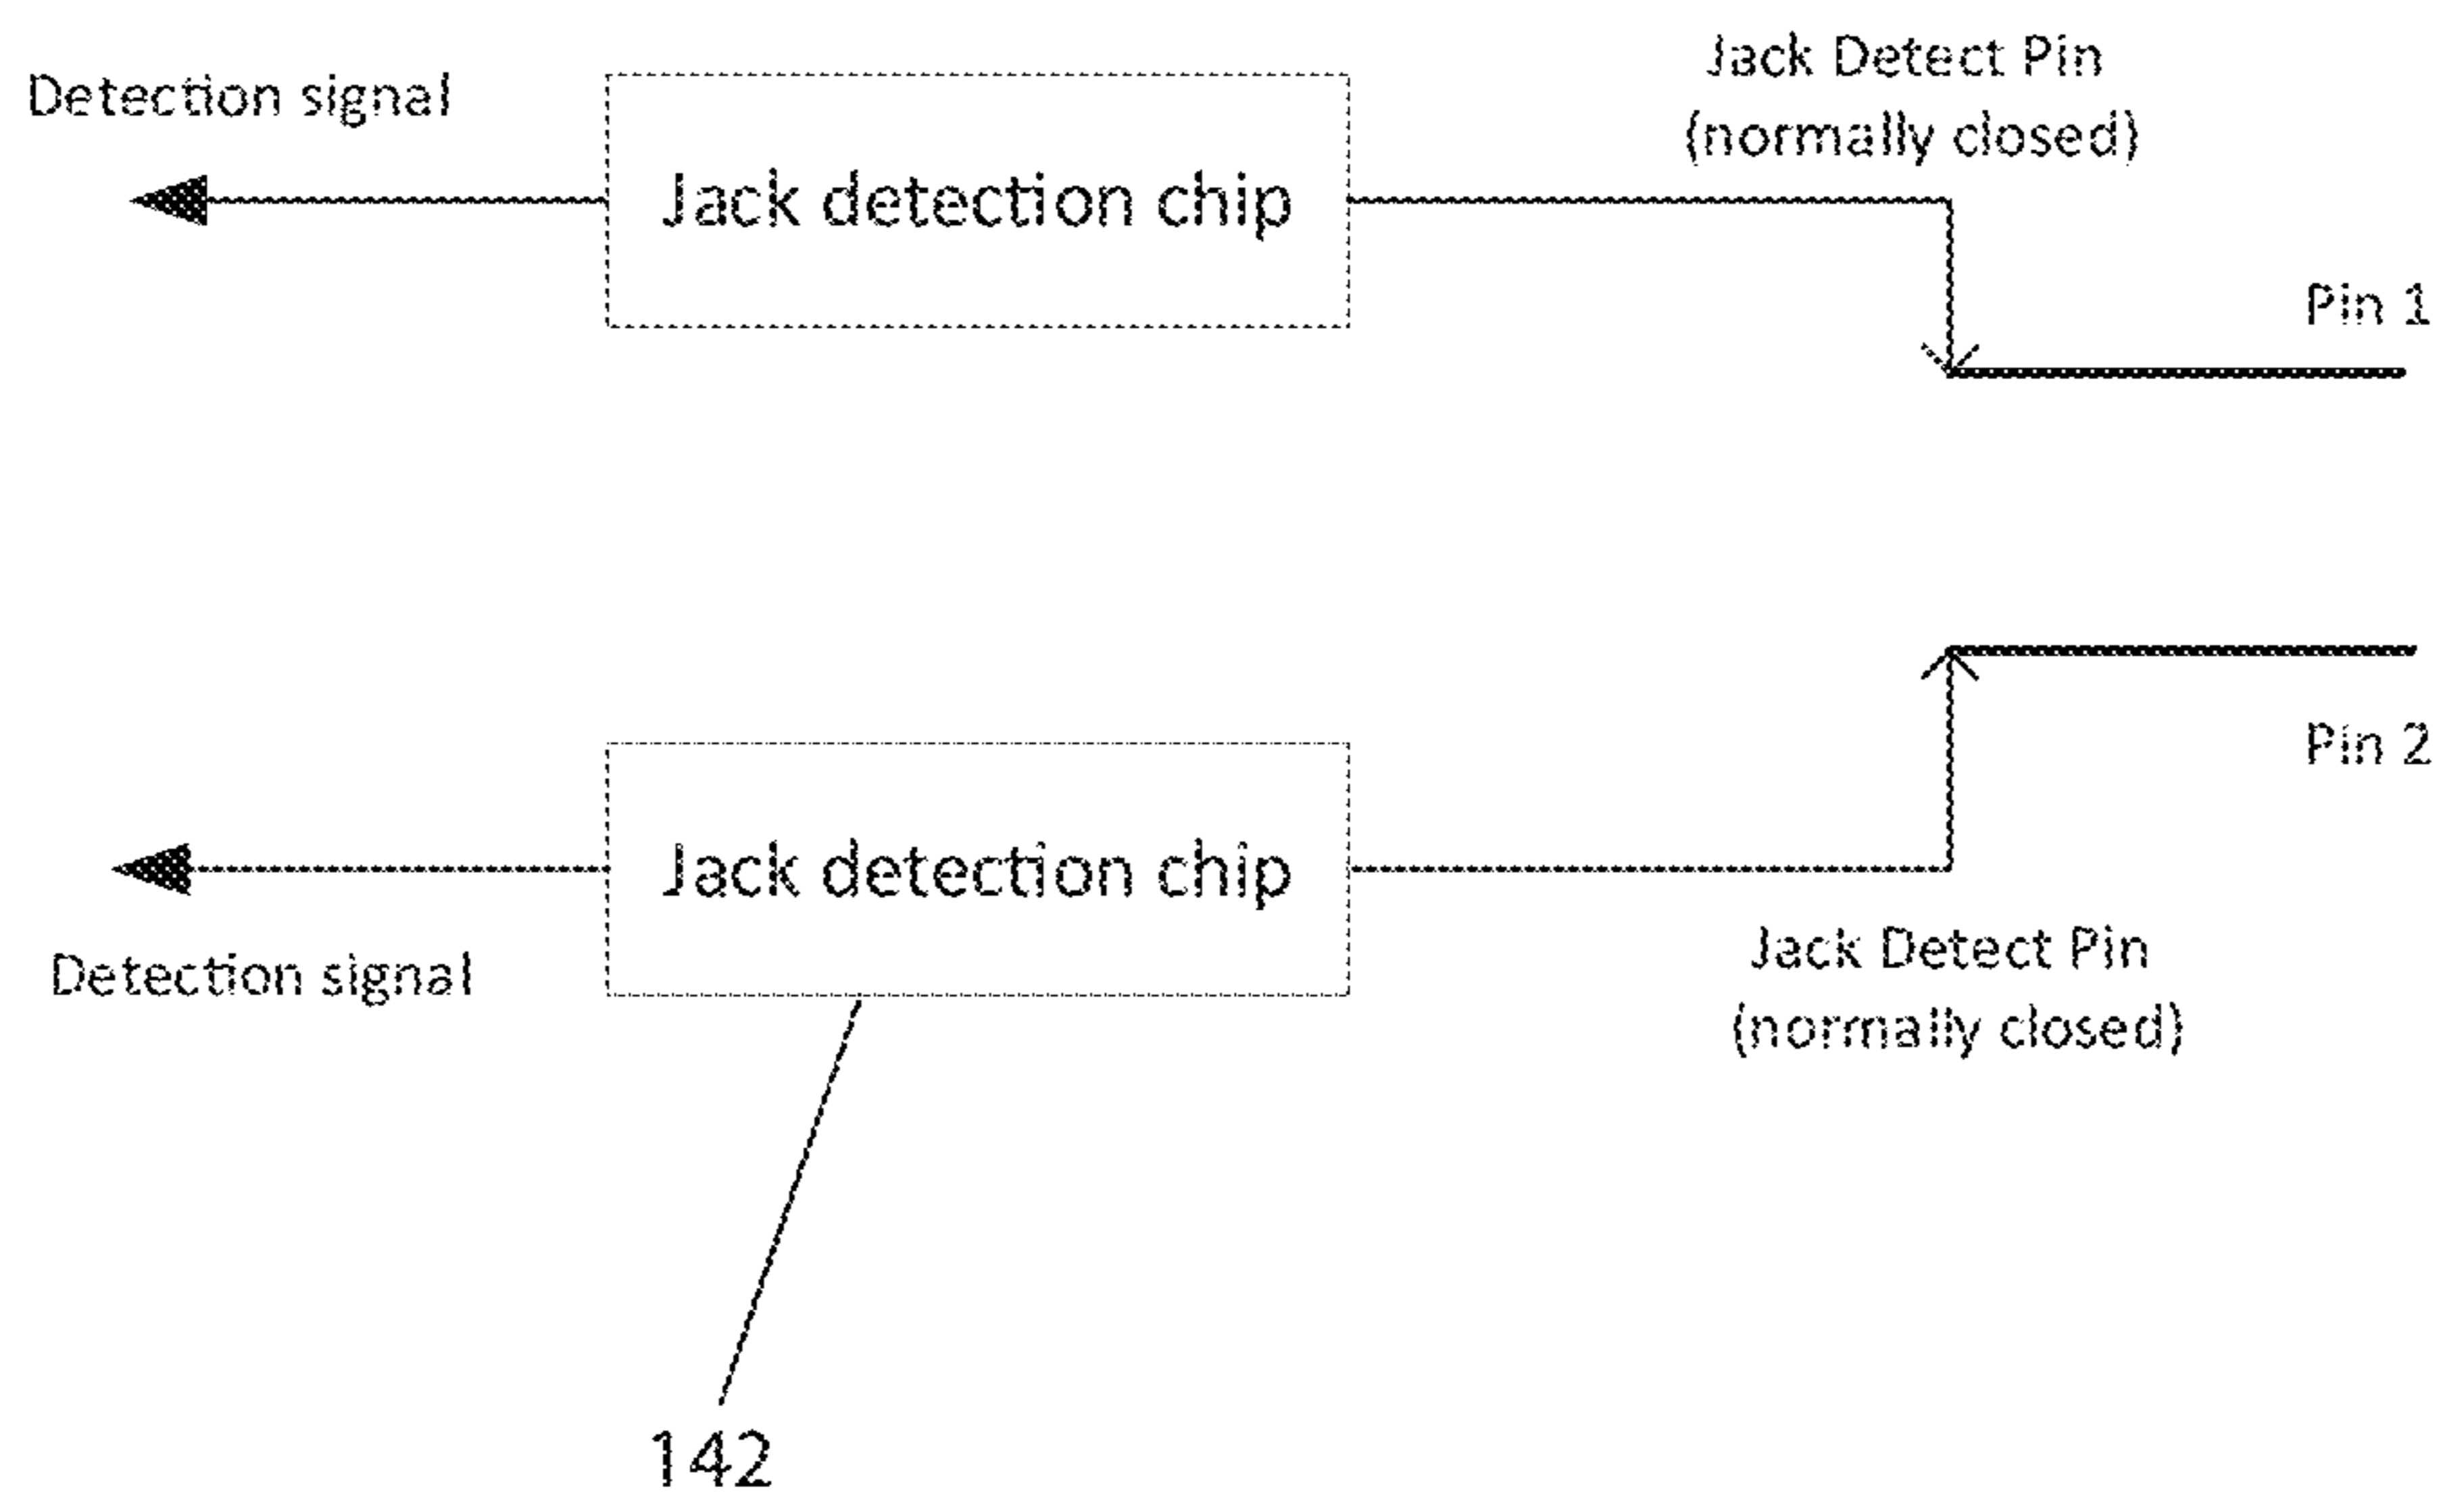 Detection signal
Jack detection chip
Jack Detect Pin
(normally closed)
Pin 1
Pin 2
Jack detection chip
Detection signal
Jack Detect Pin
(normally closed)
142